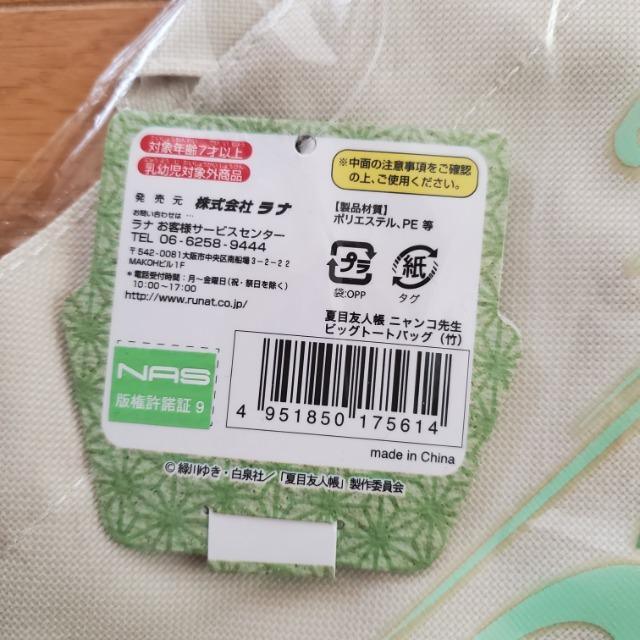 対象年齢7才以上
乳幼児対象外商品
※中面の注意事項をご確認
の上、ご使用ください。
発 売 元 株式会社 ラナ
お問い合わせは…
ラナ お客様サービスセンター
TEL 06-6258-9444
〒542-0081大阪市中央区南船場3-2-22
MAKOHビル1F
*電話受付時間：月～金曜日(祝・祭日を除く)
10：00～17：00
https://www.runat.co.jp/
【製品材質】
ポリエステル、PE 等
プラ
袋:OPP
紙
タグ
夏目友人帳 ニャンコ先生
ビッグトートバッグ（竹）
NAS
版権許諾証 9
4 951850 175614
made in China
©緑川ゆき・白泉社／「夏目友人帳」製作委員会